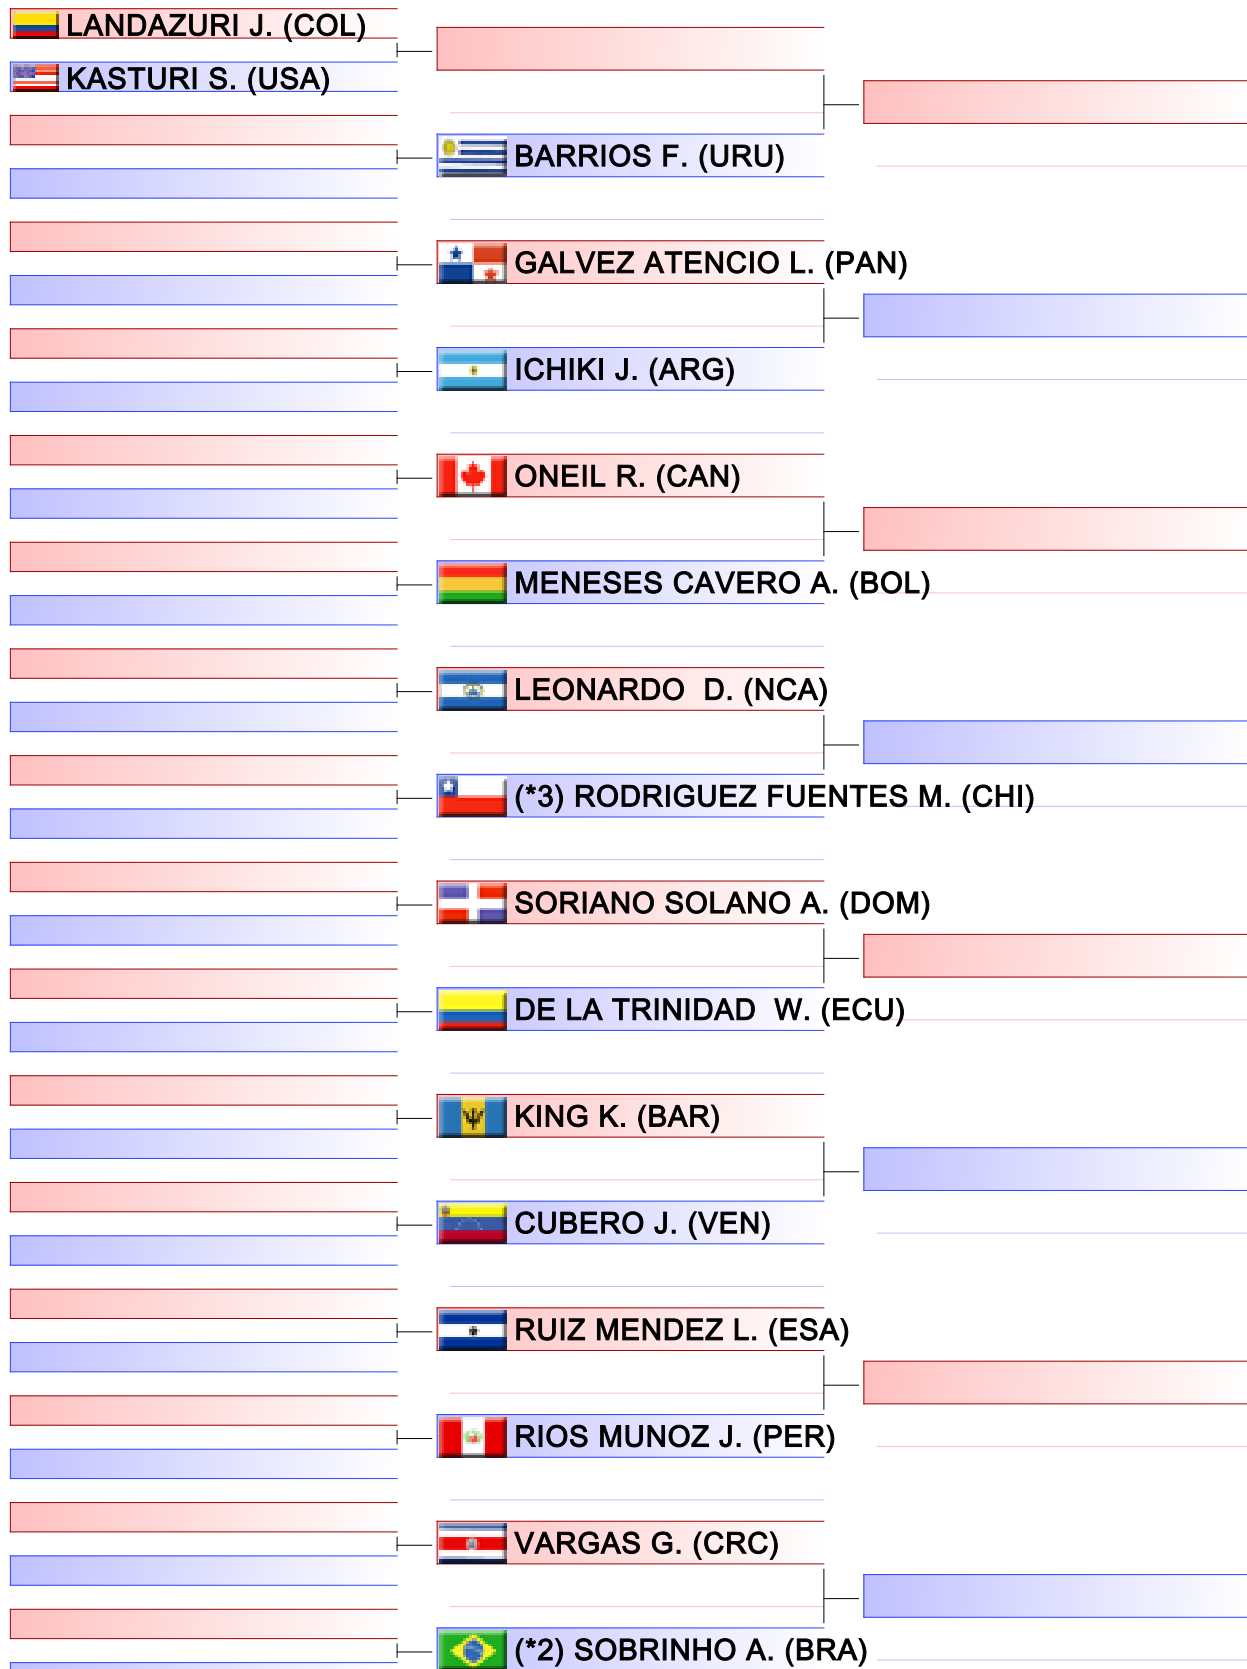 LANDAZURI J. (COL)
KASTURI S. (USA)
BARRIOS F. (URU)
GALVEZ ATENCIO L. (PAN)
ICHIKI J. (ARG)
ONEIL R. (CAN)
MENESES CAVERO A. (BOL)
LEONARDO  D. (NCA)
(*3) RODRIGUEZ FUENTES M. (CHI)
SORIANO SOLANO A. (DOM)
DE LA TRINIDAD  W. (ECU)
KING K. (BAR)
CUBERO J. (VEN)
RUIZ MENDEZ L. (ESA)
RIOS MUNOZ J. (PER)
VARGAS G. (CRC)
(*2) SOBRINHO A. (BRA)